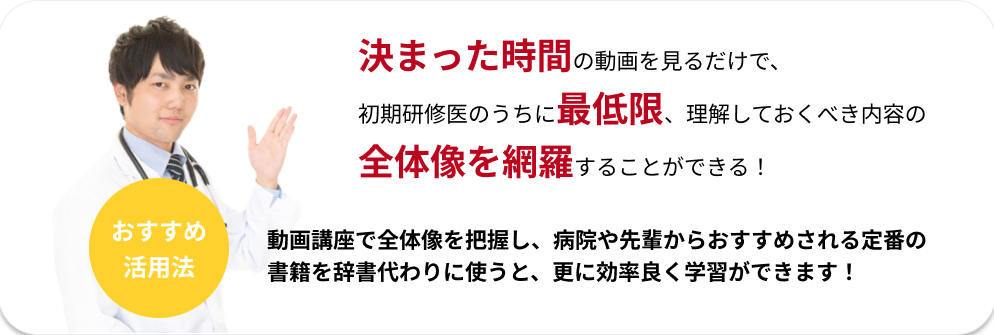 決まった時間の動画を見るだけで、
初期研修医のうちに最低限、理解しておくべき内容の
全体像を網羅することができる！
おすすめ
活用法
動画講座で全体像を把握し、病院や先輩からおすすめされる定番の
書籍を辞書代わりに使うと、更に効率良く学習ができます！